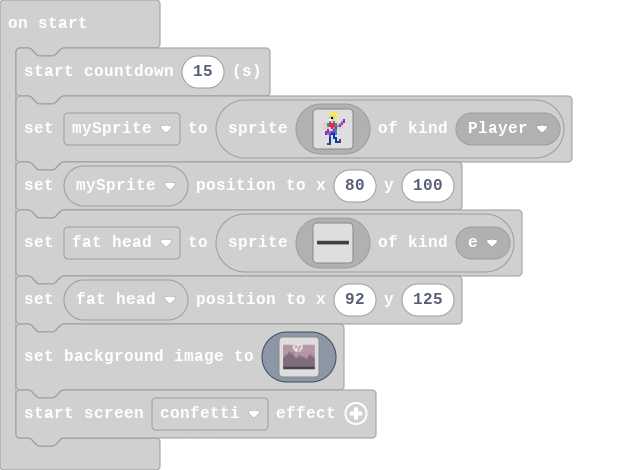 on start
start countdown 15 (s)
set mySprite to sprite of kind Player
set mySprite position to x 80 y 100
set fat head to sprite of kind e
set fat head position to x 92 y 125
set background image to
start screen confetti effect